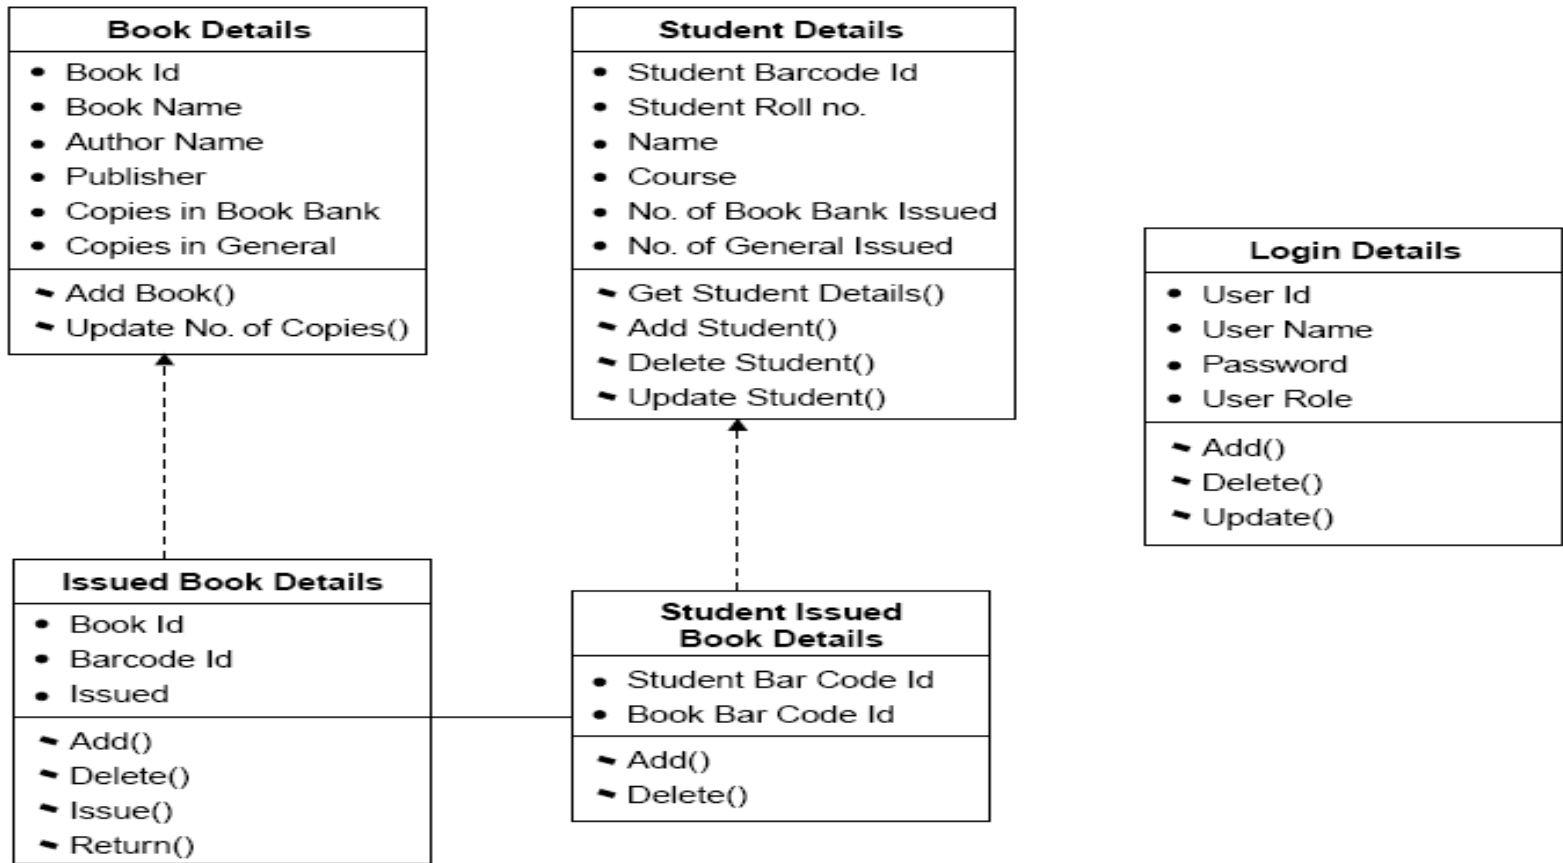 Book Details
Book Id
Book Name
Author Name
Publisher
Copies in Book Bank
Copies in General
Add Book()
Update No. of Copies()
Student Details
Student Barcode Id
Student Roll no.
Name
Course
No. of Book Bank Issued
No. of General Issued
Get Student Details()
Add Student()
Delete Student()
Update Student()
Login Details
User Id
User Name
Password
User Role
Add()
Delete()
Update()
Issued Book Details
Book Id
Barcode Id
Issued
Add()
Delete()
Issue()
Return()
Student Issued
Book Details
Student Bar Code Id
Book Bar Code Id
Add()
Delete()